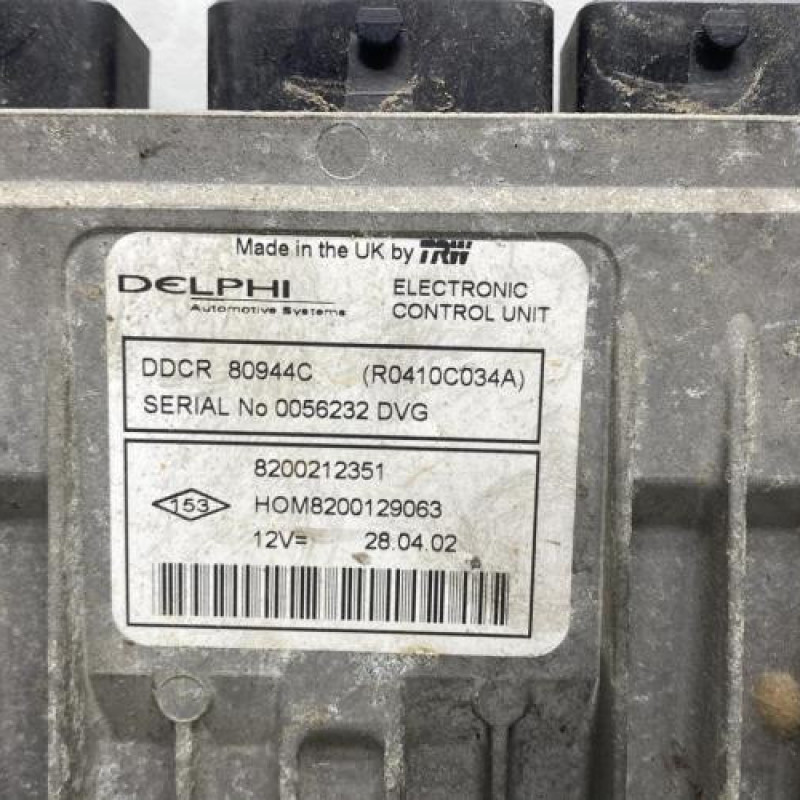 Made in the UK by TRW
DELPHI
Automotive Systems
ELECTRONIC
CONTROL UNIT
DDCR 80944C (R0410C034A)
SERIAL No 0056232 DVG
8200212351
153 HOM8200129063
12V= 28.04.02